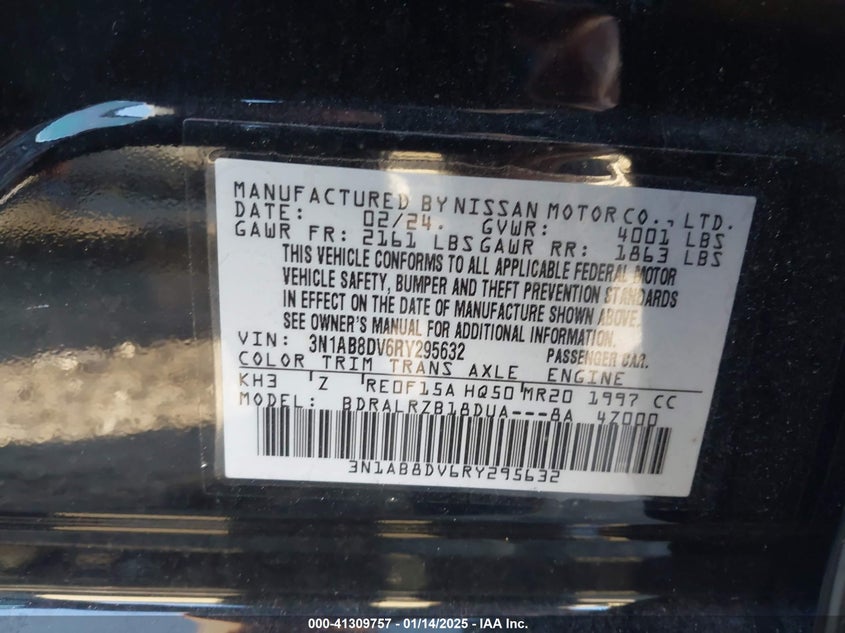 MANUFACTURED BY NISSAN MOTOR CO., LTD.
DATE: 02/24. GVWR: 4001 LBS
GAWR FR: 2161 LBS GAWR RR: 1863 LBS
THIS VEHICLE CONFORMS TO ALL APPLICABLE FEDERAL MOTOR
VEHICLE SAFETY, BUMPER AND THEFT PREVENTION STANDARDS
IN EFFECT ON THE DATE OF MANUFACTURE SHOWN ABOVE.
SEE OWNER'S MANUAL FOR ADDITIONAL INFORMATION.
VIN: 3N1AB8DV6RY295632 PASSENGER CAR.
COLOR TRIM TRANS AXLE ENGINE
KH3 Z RE0F15A HQ50 MR20 1997 CC
MODEL: BDRALRZB18DUA---8A 4Z000
3N1AB8DV6RY295632
000-41309757 — 01/14/2025 — IAA Inc.